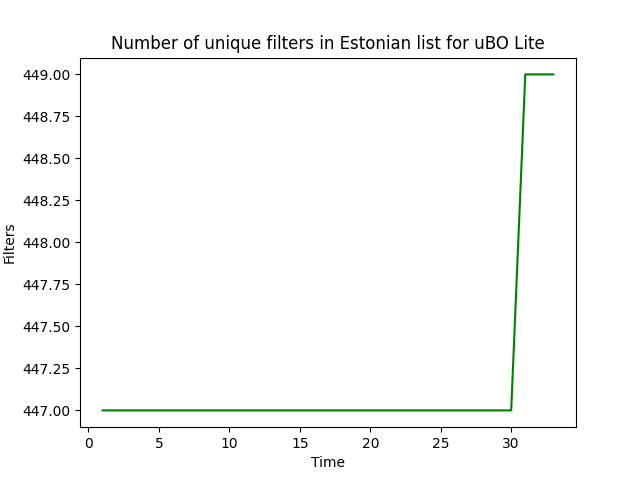 Number of unique filters in Estonian list for uBO Lite
449.00
448.75
448.50
448.25
448.00
447.75
447.50
447.25
447.00
Filters
0 5 10 15 20 25 30
Time